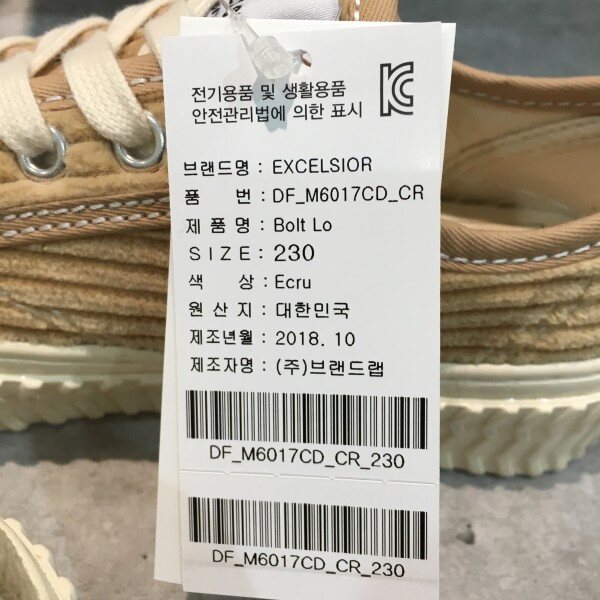 전기용품 및 생활용품
안전관리법에 의한 표시
브랜드명 : EXCELSIOR
품 번 : DF_M6017CD_CR
제 품 명 : Bolt Lo
S I Z E : 230
색 상 : Ecru
원 산 지 : 대한민국
제조년월 : 2018. 10
제조자명 : (주)브랜드랩
DF_M6017CD_CR_230
DF_M6017CD_CR_230